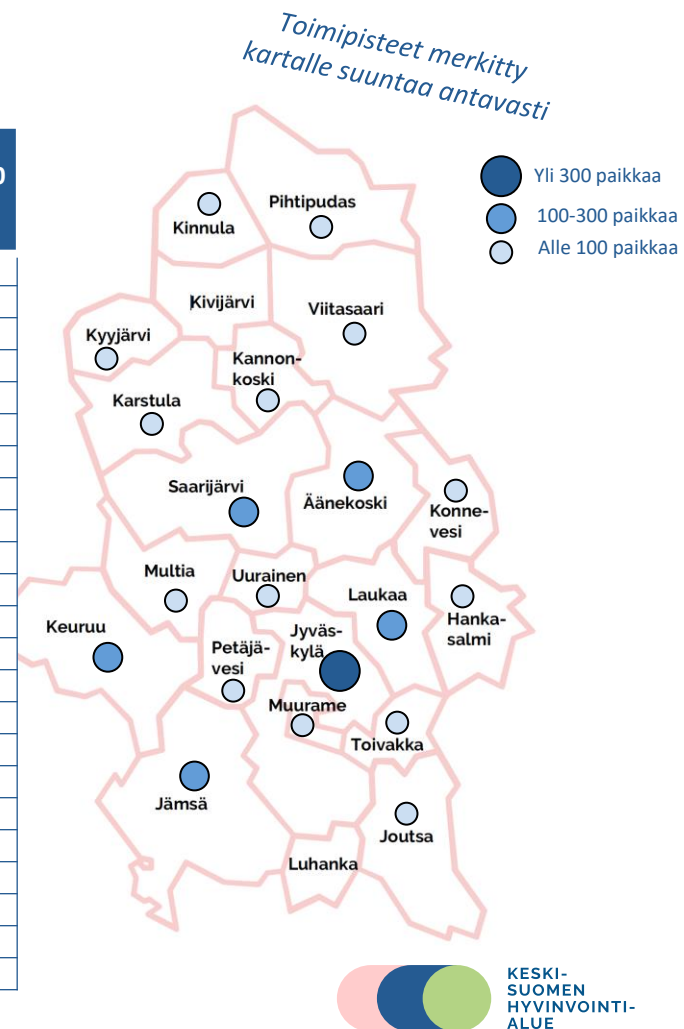 Toimipisteet merkitty
kartalle suuntaa antavasti
0
Yli 300 paikkaa
100-300 paikkaa
Alle 100 paikkaa
Pihtipudas
Kinnula
Kivijärvi
Viitasaari
Kyyjärvi
Kannon-
koski
Karstula
Saarijärvi
Äänekoski
Konne-
vesi
Multia
Uurainen
Laukaa
Hanka-
salmi
Keuruu
Jyväs-
kylä
Petäjä-
vesi
Muurame
Toivakka
Jämsä
Joutsa
Luhanka
KESKI-
SUOMEN
HYVINVOINTI-
ALUE